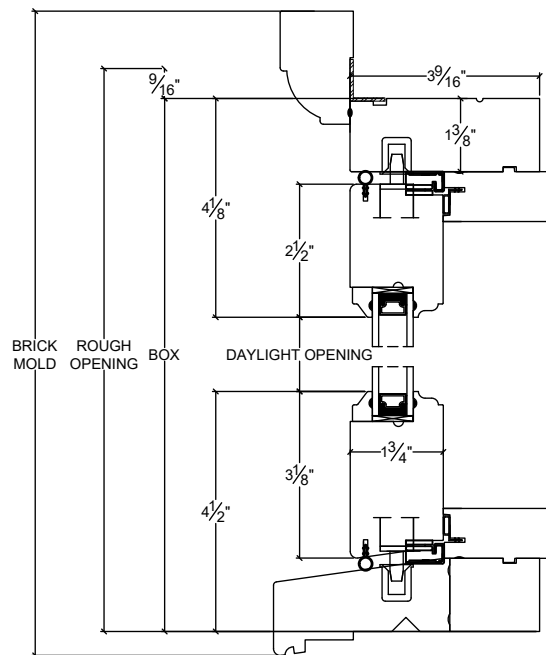 3 9/16"
9/16"
1 3/8"
4 1/8"
2 1/2"
BRICK MOLD
ROUGH OPENING
BOX
DAYLIGHT OPENING
1 3/4"
3 1/8"
4 1/2"